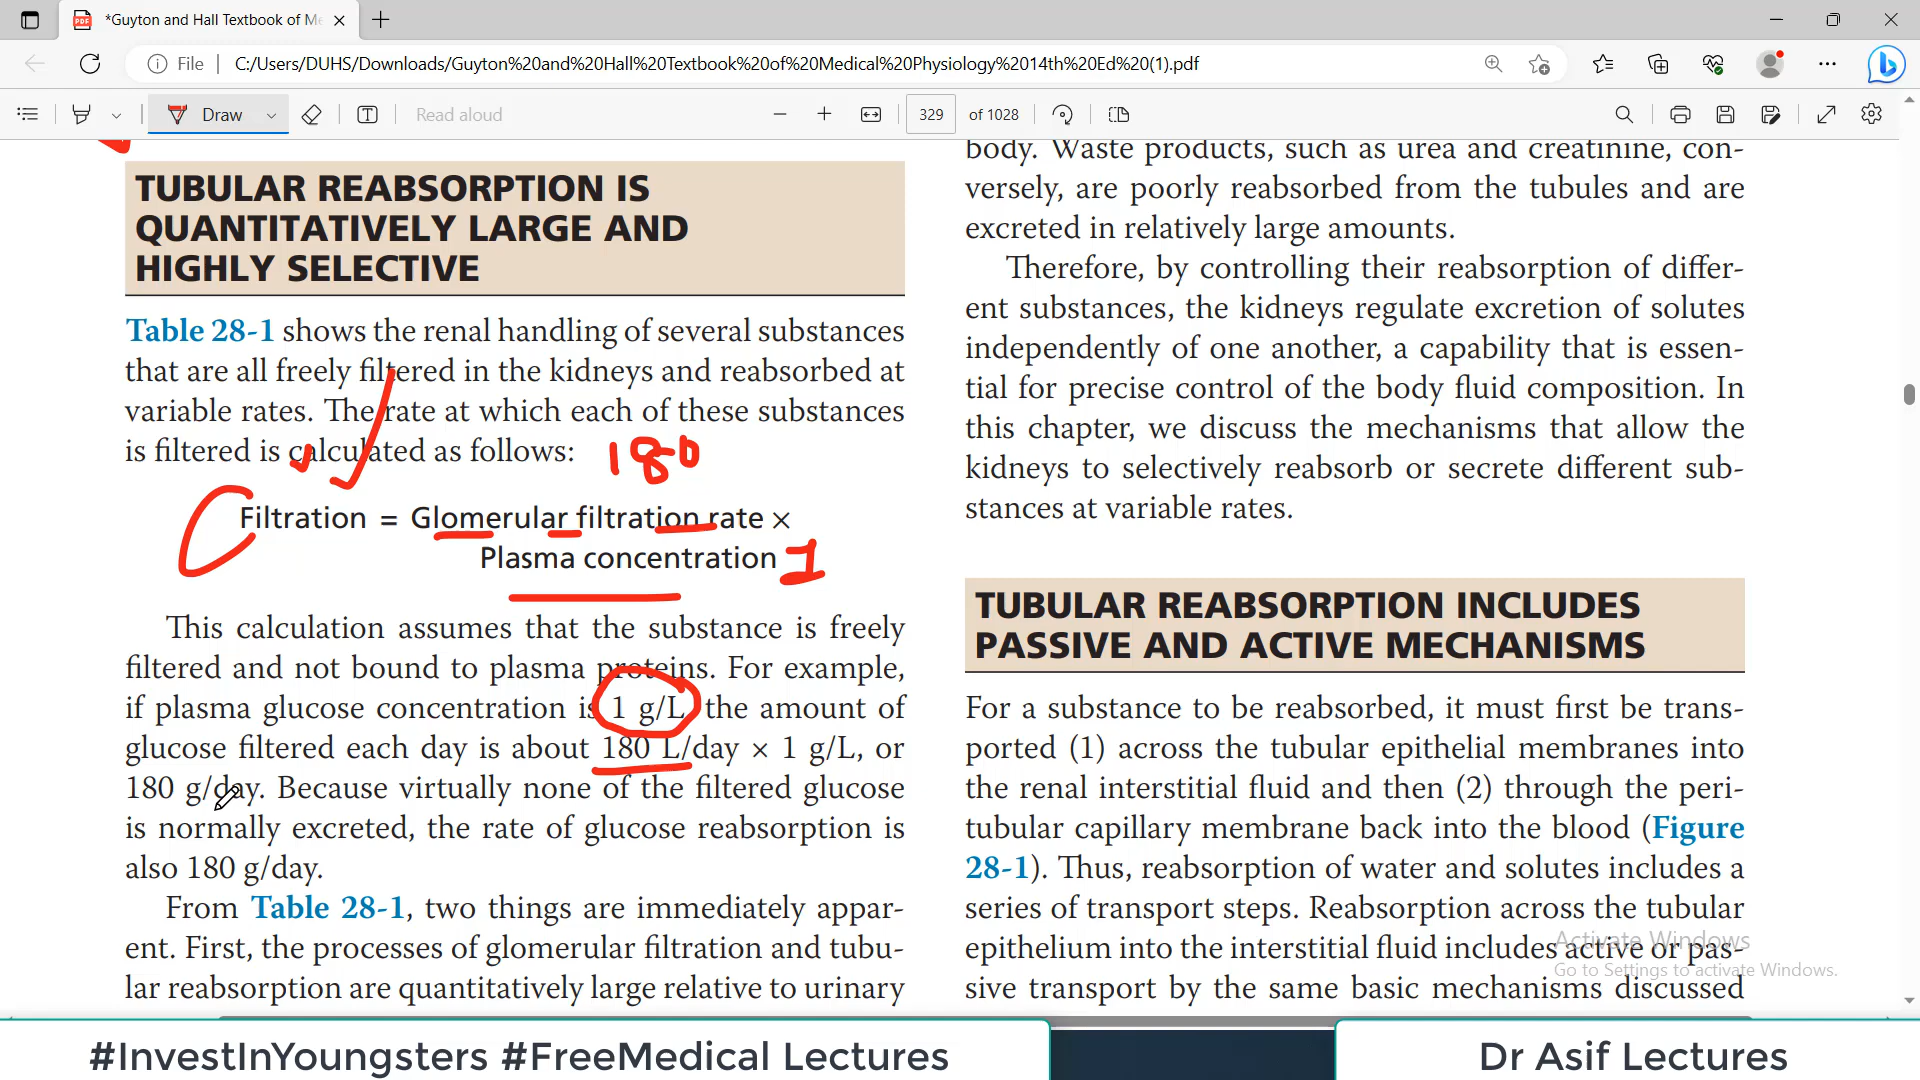 *Guyton and Hall Textbook of Me
File
C:/Users/DUHS/Downloads/Guyton%20and%20Hall%20Textbook%20of%20Medical%20Physiology%2014th%20Ed%20(1).pdf
Draw
Read aloud
329 of 1028
TUBULAR REABSORPTION IS
QUANTITATIVELY LARGE AND
HIGHLY SELECTIVE
Table 28-1 shows the renal handling of several substances
that are all freely filtered in the kidneys and reabsorbed at
variable rates. The rate at which each of these substances
is filtered is calculated as follows:
180
Filtration = Glomerular filtration rate ×
Plasma concentration
1
This calculation assumes that the substance is freely
filtered and not bound to plasma proteins. For example,
if plasma glucose concentration is 1 g/L, the amount of
glucose filtered each day is about 180 L/day × 1 g/L, or
180 g/day. Because virtually none of the filtered glucose
is normally excreted, the rate of glucose reabsorption is
also 180 g/day.
From Table 28-1, two things are immediately appar-
ent. First, the processes of glomerular filtration and tubu-
lar reabsorption are quantitatively large relative to urinary
body. Waste products, such as urea and creatinine, con-
versely, are poorly reabsorbed from the tubules and are
excreted in relatively large amounts.
Therefore, by controlling their reabsorption of differ-
ent substances, the kidneys regulate excretion of solutes
independently of one another, a capability that is essen-
tial for precise control of the body fluid composition. In
this chapter, we discuss the mechanisms that allow the
kidneys to selectively reabsorb or secrete different sub-
stances at variable rates.
TUBULAR REABSORPTION INCLUDES
PASSIVE AND ACTIVE MECHANISMS
For a substance to be reabsorbed, it must first be trans-
ported (1) across the tubular epithelial membranes into
the renal interstitial fluid and then (2) through the peri-
tubular capillary membrane back into the blood (Figure
28-1). Thus, reabsorption of water and solutes includes a
series of transport steps. Reabsorption across the tubular
epithelium into the interstitial fluid includes active or pas-
sive transport by the same basic mechanisms discussed
Activate Windows
Go to Settings to activate Windows.
#InvestInYoungsters #FreeMedical Lectures
Dr Asif Lectures